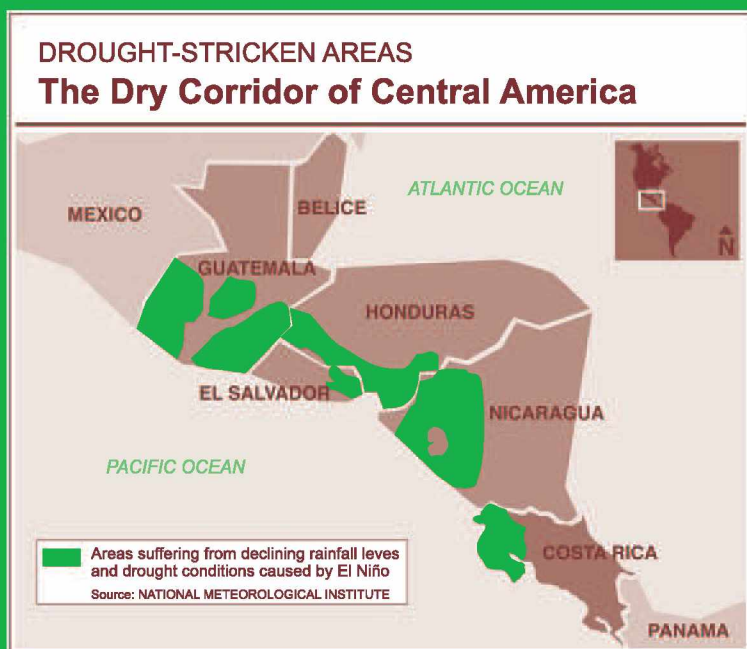 DROUGHT-STRICKEN AREAS
The Dry Corridor of Central America
ATLANTIC OCEAN
MEXICO
BELICE
N
GUATEMALA
HONDURAS
EL SALVADOR
NICARAGUA
PACIFIC OCEAN
Areas suffering from declining rainfall leves
and drought conditions caused by El Niño
Source: NATIONAL METEOROLOGICAL INSTITUTE
COSTA RICA
PANAMA